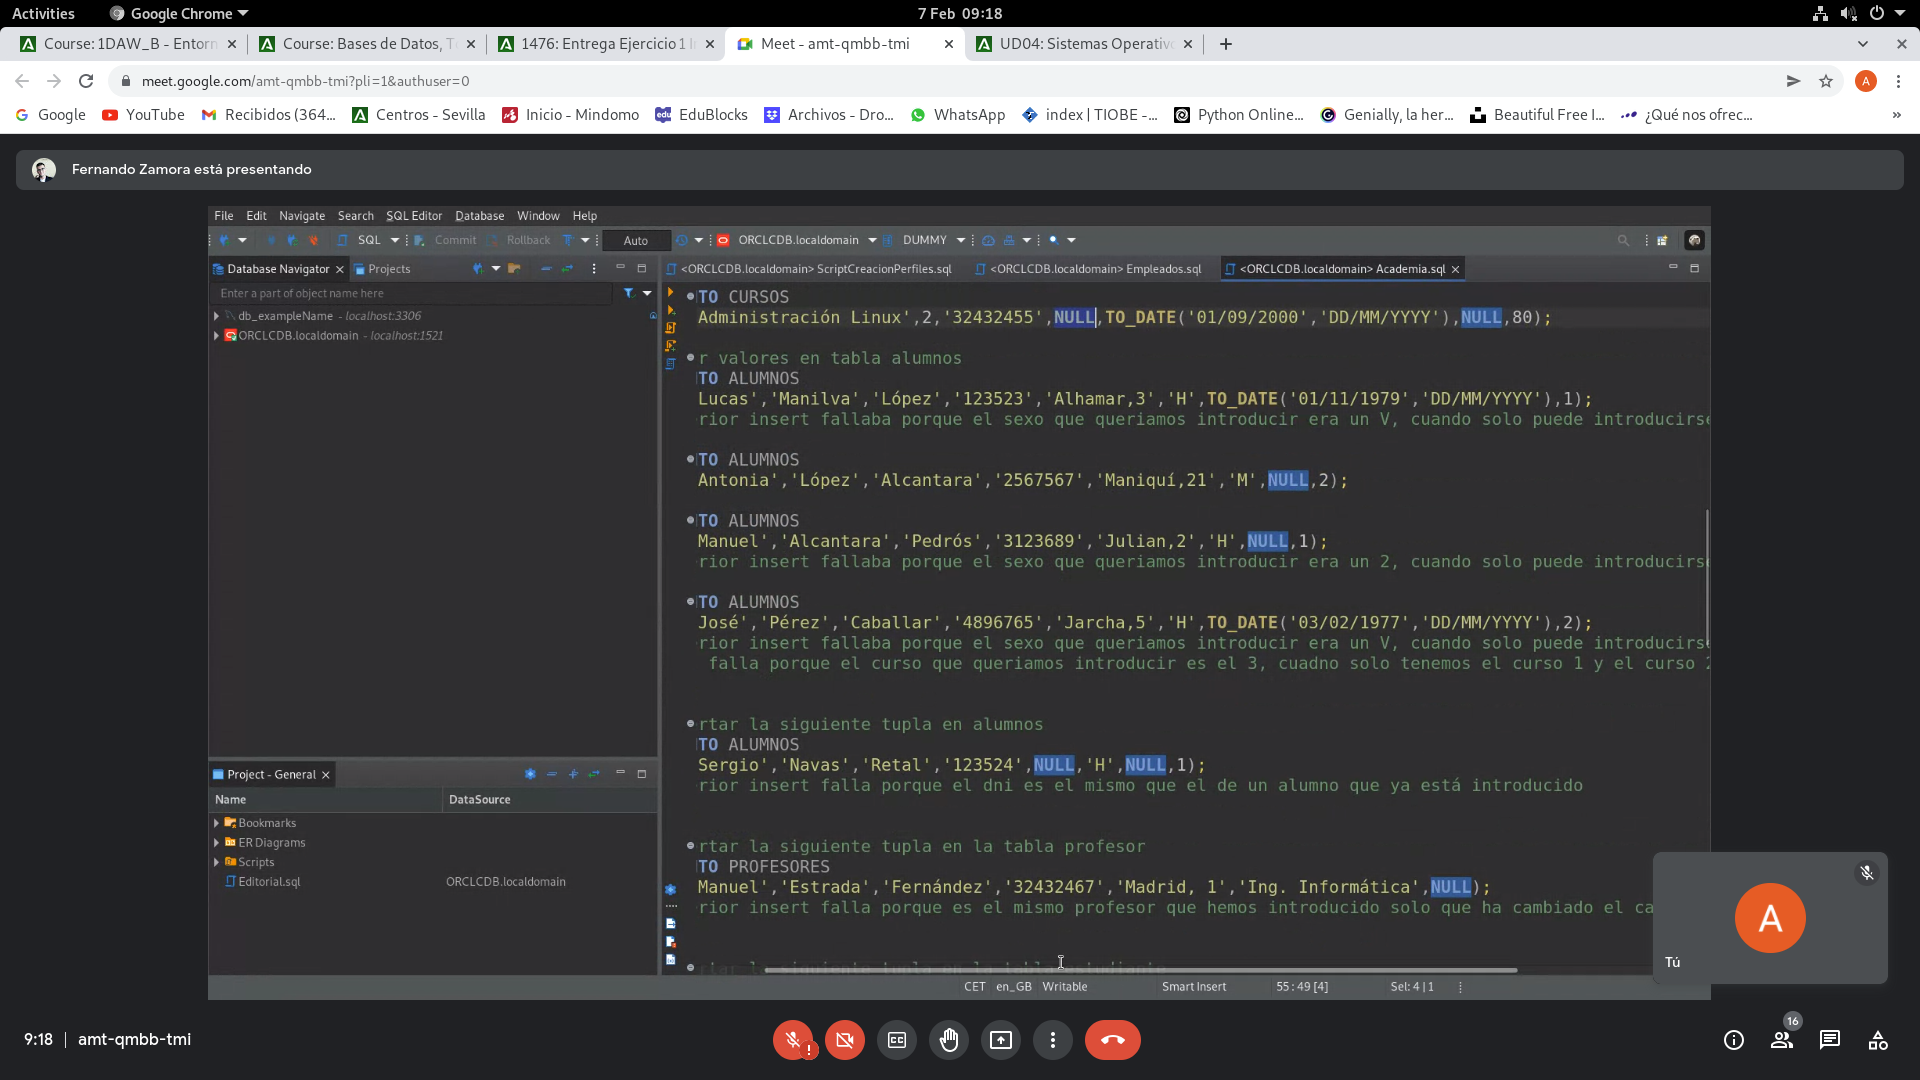 Activities
Google Chrome
7 Feb 09:18
Course: 1DAW_B - Entorn
Course: Bases de Datos, T
1476: Entrega Ejercicio 1 I
Meet - amt-qmbb-tmi
UD04: Sistemas Operativ
meet.google.com/amt-qmbb-tmi?pli=1&authuser=0
A
Google
YouTube
Recibidos (364...
Centros - Sevilla
Inicio - Mindomo
EduBlocks
Archivos - Dro...
WhatsApp
index | TIOBE -...
Python Online...
Genially, la her...
Beautiful Free I...
¿Qué nos ofrec...
»
Fernando Zamora está presentando
File Edit Navigate Search SQL Editor Database Window Help
SQL Commit Rollback Auto ORCLCDB.localdomain DUMMY
Database Navigator
Projects
<ORCLCDB.localdomain> ScriptCreacionPerfiles.sql
<ORCLCDB.localdomain> Empleados.sql
<ORCLCDB.localdomain> Academia.sql
Enter a part of object name here
db_exampleName - localhost:3306
ORCLCDB.localdomain - localhost:1521
TO CURSOS
Administración Linux',2,'32432455',NULL,TO_DATE('01/09/2000','DD/MM/YYYY'),NULL,80);
r valores en tabla alumnos
TO ALUMNOS
Lucas','Manilva','López','123523','Alhamar,3','H',TO_DATE('01/11/1979','DD/MM/YYYY'),1);
rior insert fallaba porque el sexo que queriamos introducir era un V, cuando solo puede introducirse
TO ALUMNOS
Antonia','López','Alcantara','2567567','Maniquí,21','M',NULL,2);
TO ALUMNOS
Manuel','Alcantara','Pedrós','3123689','Julian,2','H',NULL,1);
rior insert fallaba porque el sexo que queriamos introducir era un 2, cuando solo puede introducirs
TO ALUMNOS
José','Pérez','Caballar','4896765','Jarcha,5','H',TO_DATE('03/02/1977','DD/MM/YYYY'),2);
rior insert fallaba porque el sexo que queriamos introducir era un V, cuando solo puede introducirse
falla porque el curso que queriamos introducir es el 3, cuadno solo tenemos el curso 1 y el curso 2
rtar la siguiente tupla en alumnos
TO ALUMNOS
Sergio','Navas','Retal','123524',NULL,'H',NULL,1);
rior insert falla porque el dni es el mismo que el de un alumno que ya está introducido
rtar la siguiente tupla en la tabla profesor
TO PROFESORES
Manuel','Estrada','Fernández','32432467','Madrid, 1','Ing. Informática',NULL);
rior insert falla porque es el mismo profesor que hemos introducido solo que ha cambiado el ca
rtar la siguiente tupla en la tabla estudiante
Project - General
Name DataSource
Bookmarks
ER Diagrams
Scripts
Editorial.sql ORCLCDB.localdomain
CET en_GB Writable Smart Insert 55 : 49 [4] Sel: 4 | 1
A
Tú
9:18 | amt-qmbb-tmi
16